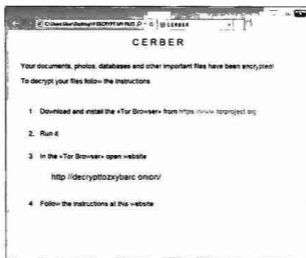 CERBER
CERBER
Your documents, photos, databases and other important files have been encrypted!
To decrypt your files follow the instructions
1 Download and install the «Tor Browser» from https://www.torproject.org
2. Run it
3 In the «Tor Browser» open website
http //decrypttozxybarc onion/
4 Follow the instructions at this website